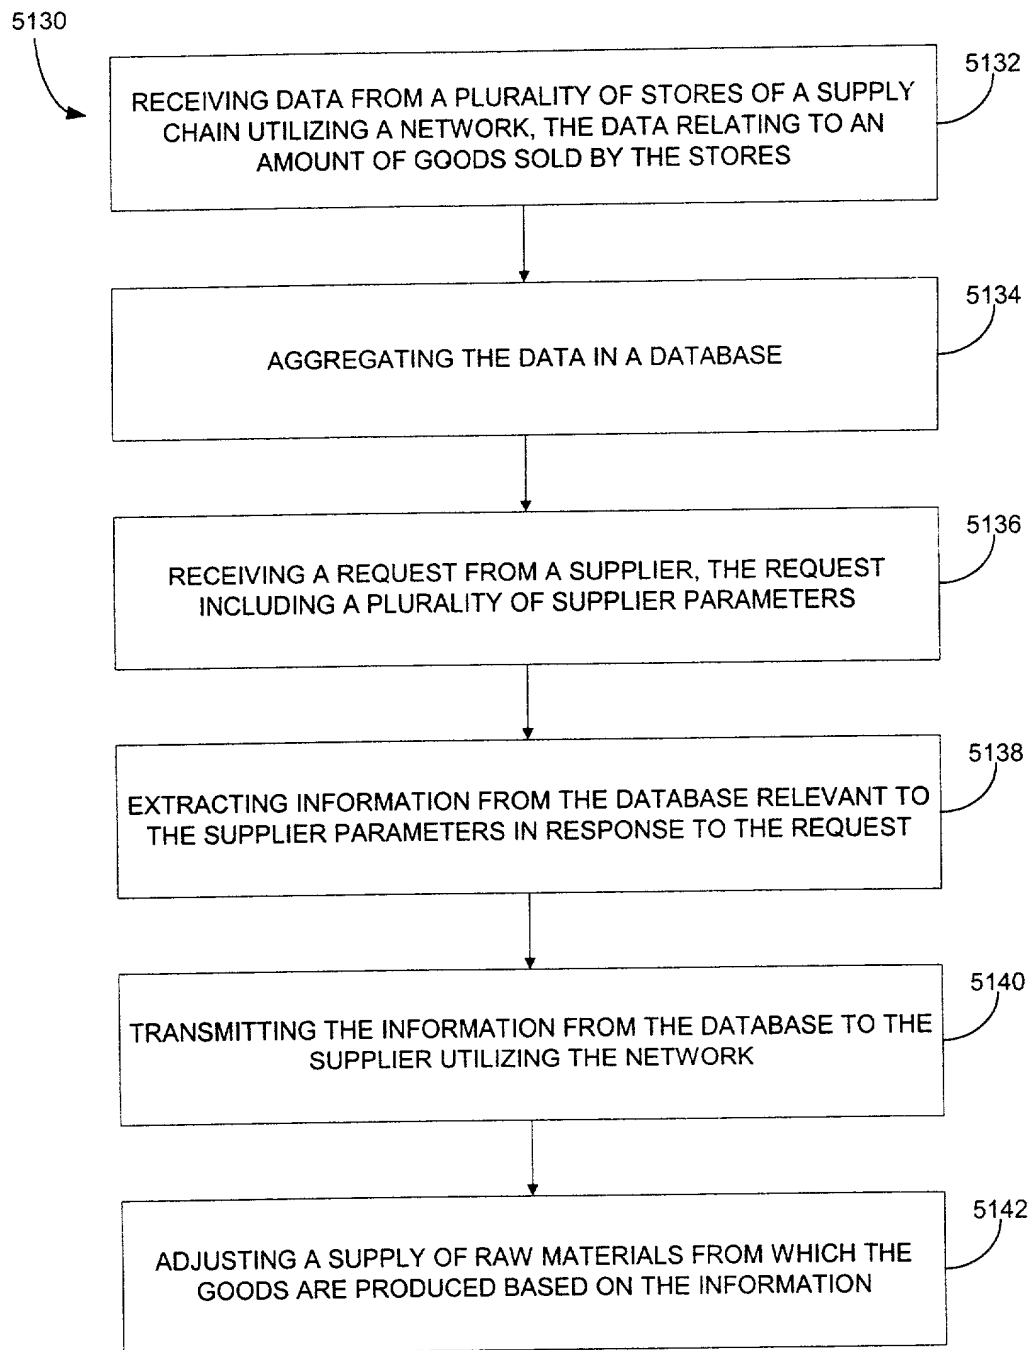 5130
5132
RECEIVING DATA FROM A PLURALITY OF STORES OF A SUPPLY
CHAIN UTILIZING A NETWORK, THE DATA RELATING TO AN
AMOUNT OF GOODS SOLD BY THE STORES
5134
AGGREGATING THE DATA IN A DATABASE
5136
RECEIVING A REQUEST FROM A SUPPLIER, THE REQUEST
INCLUDING A PLURALITY OF SUPPLIER PARAMETERS
5138
EXTRACTING INFORMATION FROM THE DATABASE RELEVANT TO
THE SUPPLIER PARAMETERS IN RESPONSE TO THE REQUEST
5140
TRANSMITTING THE INFORMATION FROM THE DATABASE TO THE
SUPPLIER UTILIZING THE NETWORK
5142
ADJUSTING A SUPPLY OF RAW MATERIALS FROM WHICH THE
GOODS ARE PRODUCED BASED ON THE INFORMATION